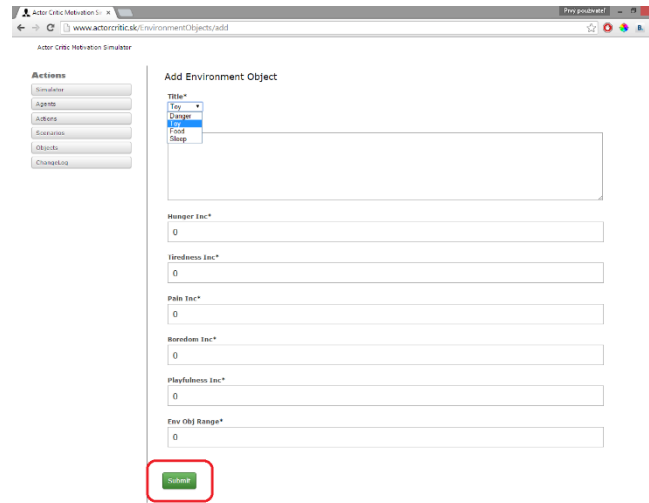 Actor Critic Motivation Si
Prvý používateľ
www.actorcritic.sk/EnvironmentObjects/add
Actor Critic Motivation Simulator
Actions
Simulator
Agents
Actions
Scenarios
Objects
ChangeLog
Add Environment Object
Title*
Toy
Danger
Toy
Food
Sleep
Hunger Inc*
0
Tiredness Inc*
0
Pain Inc*
0
Boredom Inc*
0
Playfulness Inc*
0
Env Obj Range*
0
Submit